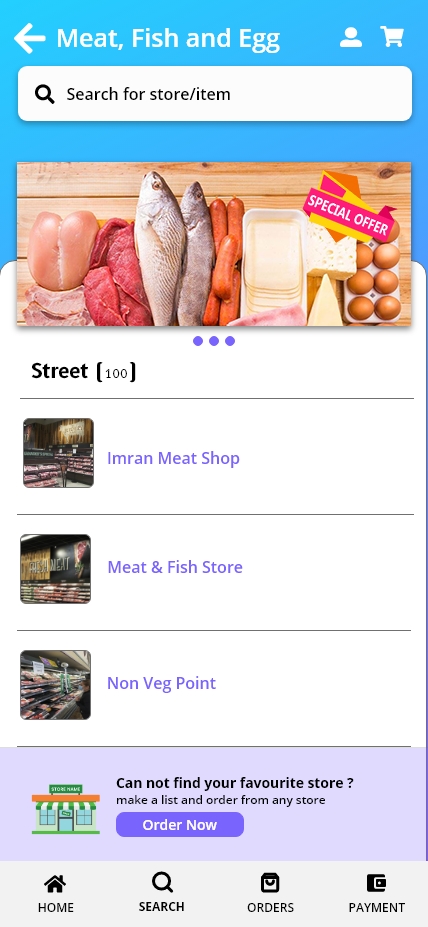 Meat, Fish and Egg
Search for store/item
SPECIAL OFFER
Street (100)
Imran Meat Shop
Meat & Fish Store
Non Veg Point
Can not find your favourite store ?
STORE NAME
make a list and order from any store
Order Now
HOME
SEARCH
ORDERS
PAYMENT